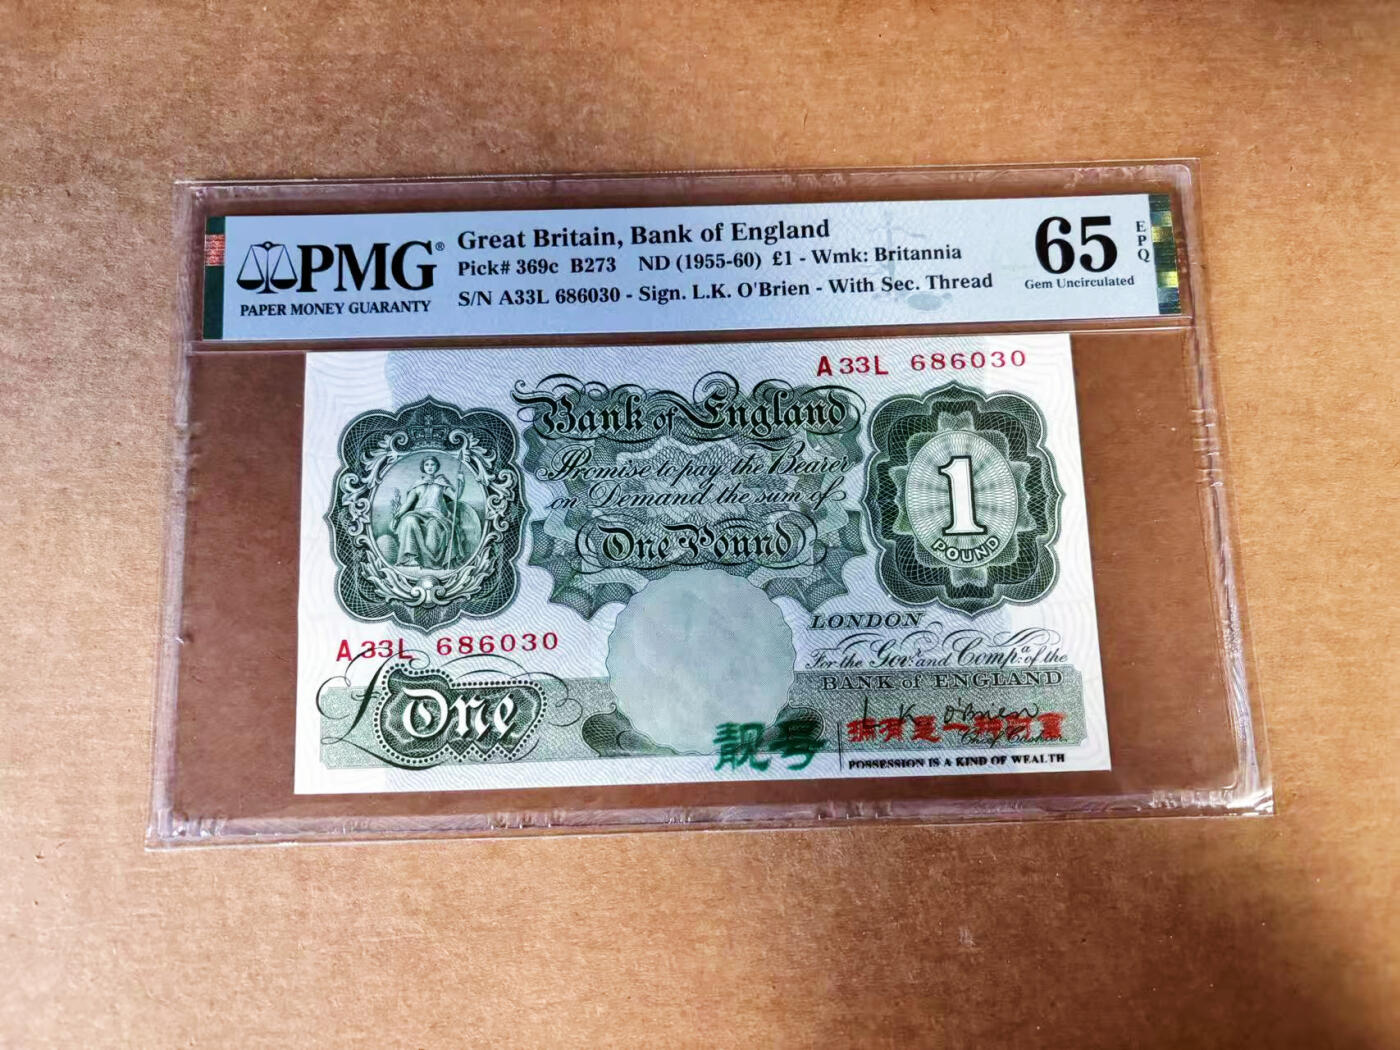 PMG®
PAPER MONEY GUARANTY
Great Britain, Bank of England
Pick# 369c B273 ND (1955-60) £1 - Wmk: Britannia
S/N A33L 686030 - Sign. L.K. O'Brien - With Sec. Thread
65
EPQ
Gem Uncirculated
A33L 686030
Bank of England
Promise to pay the Bearer
on Demand the sum of
One Pound
1
POUND
LONDON
For the Govr. and Compa. of the
BANK of ENGLAND
L K O'Brien
A33L 686030
£One
靓号
拥有是一种财富
POSSESSION IS A KIND OF WEALTH